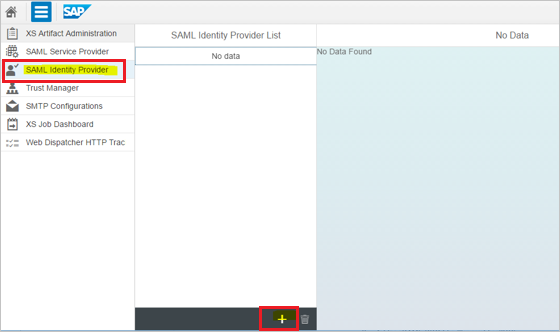 SAP
XS Artifact Administration
SAML Service Provider
SAML Identity Provider
Trust Manager
SMTP Configurations
XS Job Dashboard
Web Dispatcher HTTP Trac
SAML Identity Provider List
No data
No Data
No Data Found